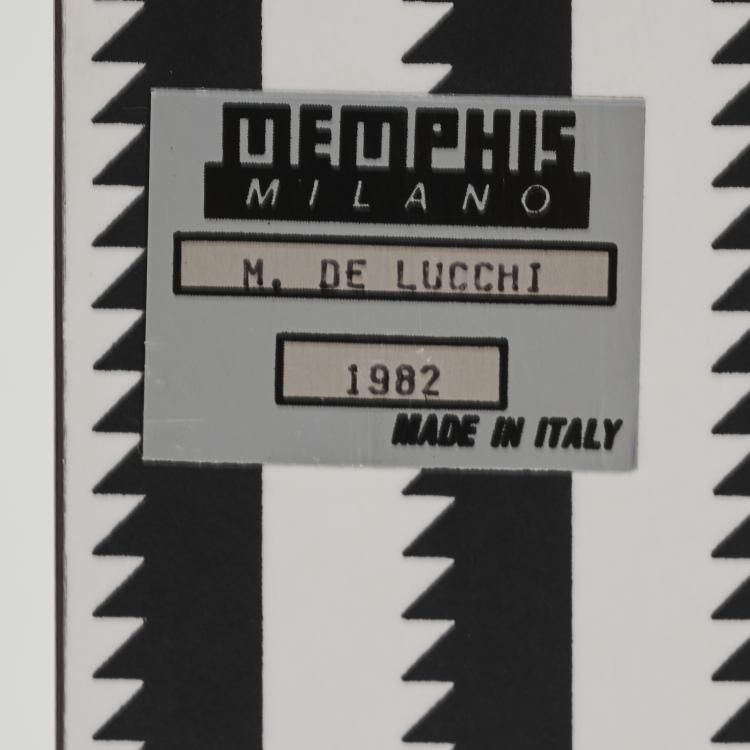 MEMPHIS
MILANO
M. DE LUCCHI
1982
MADE IN ITALY